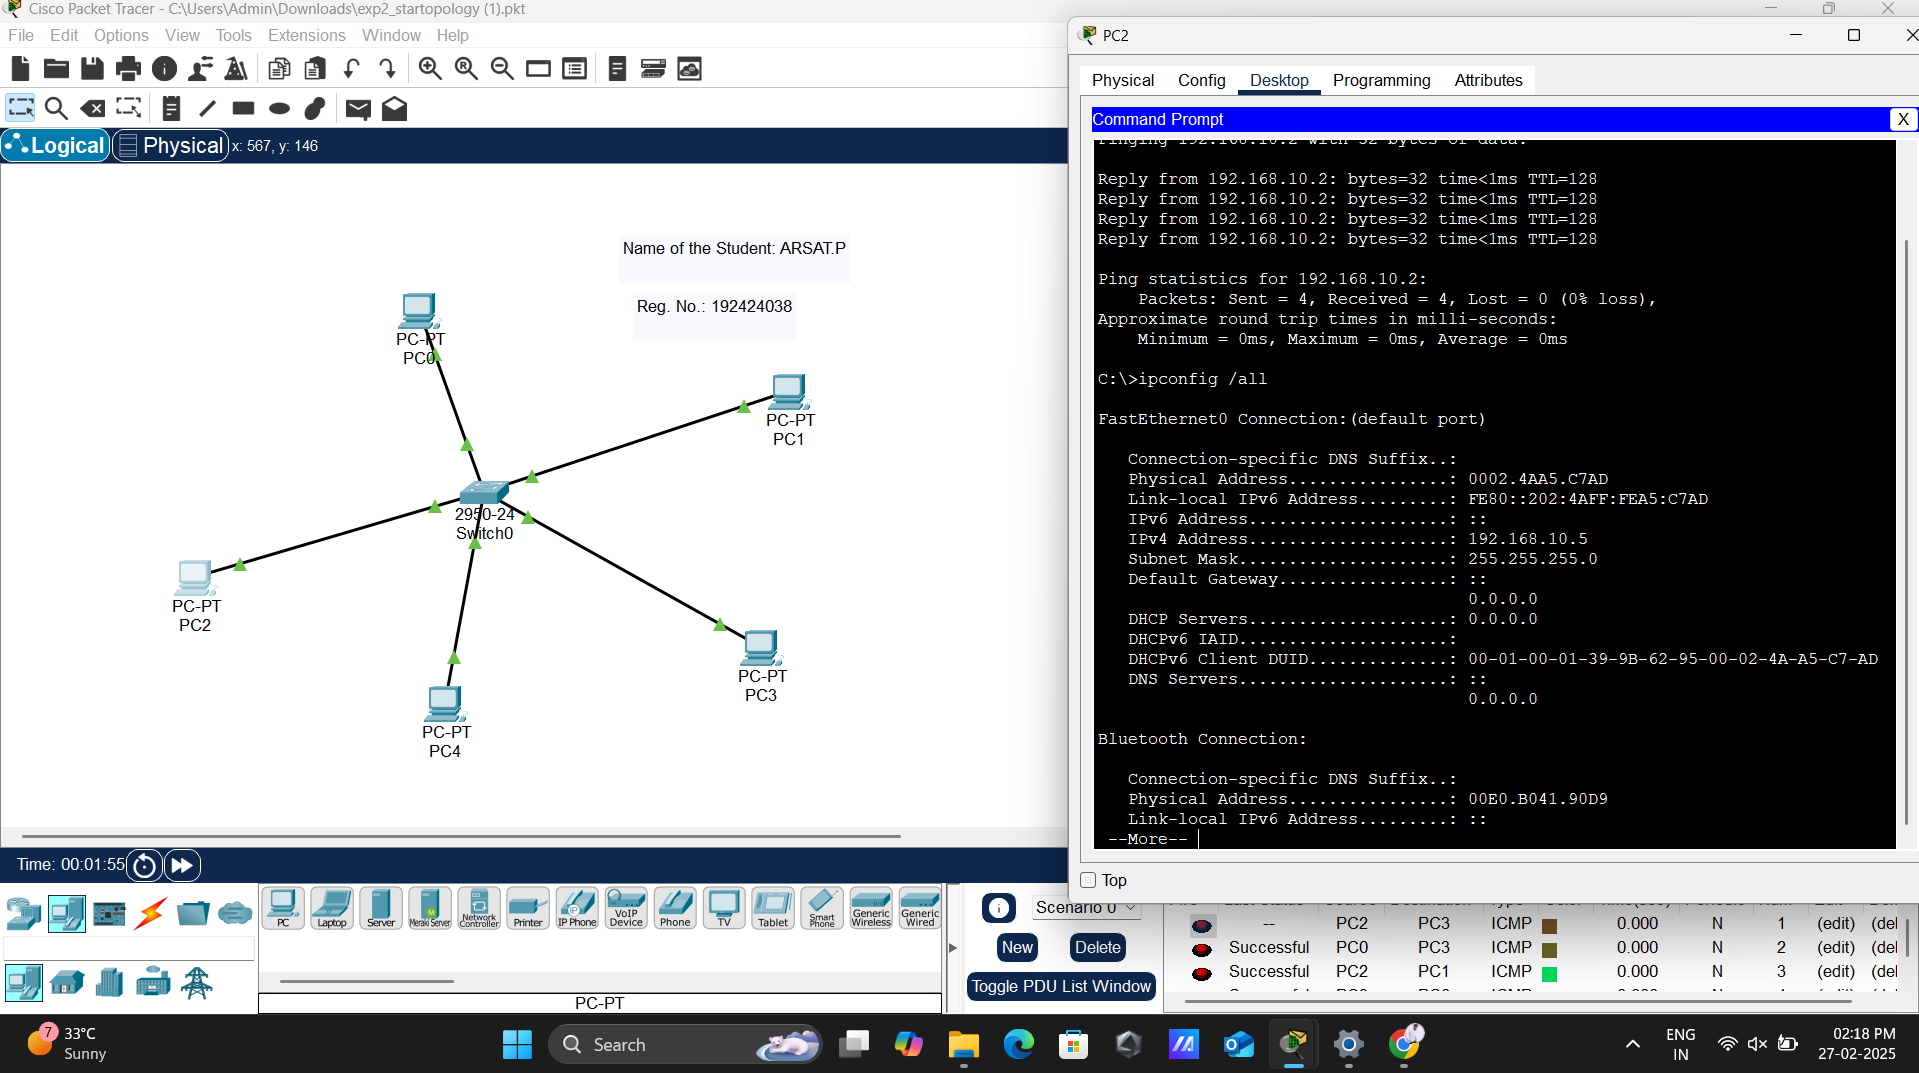 Cisco Packet Tracer - C:\Users\Admin\Downloads\exp2_startopology (1).pkt
File Edit Options View Tools Extensions Window Help
Logical Physical x: 567, y: 146
Name of the Student: ARSAT.P
Reg. No.: 192424038
PC-PT
PC0
PC-PT
PC1
2950-24
Switch0
PC-PT
PC2
PC-PT
PC3
PC-PT
PC4
Time: 00:01:55
PC Laptop Server Meraki Server Network Controller Printer IP Phone VoIP Device Phone TV Tablet Smart Phone Generic Wireless Generic Wired
PC-PT
PC2
Physical Config Desktop Programming Attributes
Command Prompt X
Pinging 192.168.10.2 with 32 bytes of data:
Reply from 192.168.10.2: bytes=32 time<1ms TTL=128
Reply from 192.168.10.2: bytes=32 time<1ms TTL=128
Reply from 192.168.10.2: bytes=32 time<1ms TTL=128
Reply from 192.168.10.2: bytes=32 time<1ms TTL=128
Ping statistics for 192.168.10.2:
Packets: Sent = 4, Received = 4, Lost = 0 (0% loss),
Approximate round trip times in milli-seconds:
Minimum = 0ms, Maximum = 0ms, Average = 0ms
C:\>ipconfig /all
FastEthernet0 Connection:(default port)
Connection-specific DNS Suffix..:
Physical Address................: 0002.4AA5.C7AD
Link-local IPv6 Address.........: FE80::202:4AFF:FEA5:C7AD
IPv6 Address....................: ::
IPv4 Address....................: 192.168.10.5
Subnet Mask.....................: 255.255.255.0
Default Gateway.................: ::
0.0.0.0
DHCP Servers....................: 0.0.0.0
DHCPv6 IAID.....................:
DHCPv6 Client DUID..............: 00-01-00-01-39-9B-62-95-00-02-4A-A5-C7-AD
DNS Servers.....................: ::
0.0.0.0
Bluetooth Connection:
Connection-specific DNS Suffix..:
Physical Address................: 00E0.B041.90D9
Link-local IPv6 Address.........: ::
--More--
Top
Scenario 0
New Delete
Toggle PDU List Window
-- PC2 PC3 ICMP 0.000 N 1 (edit) (del
Successful PC0 PC3 ICMP 0.000 N 2 (edit) (del
Successful PC2 PC1 ICMP 0.000 N 3 (edit) (del
7
33°C
Sunny
Search
ENG
IN
02:18 PM
27-02-2025